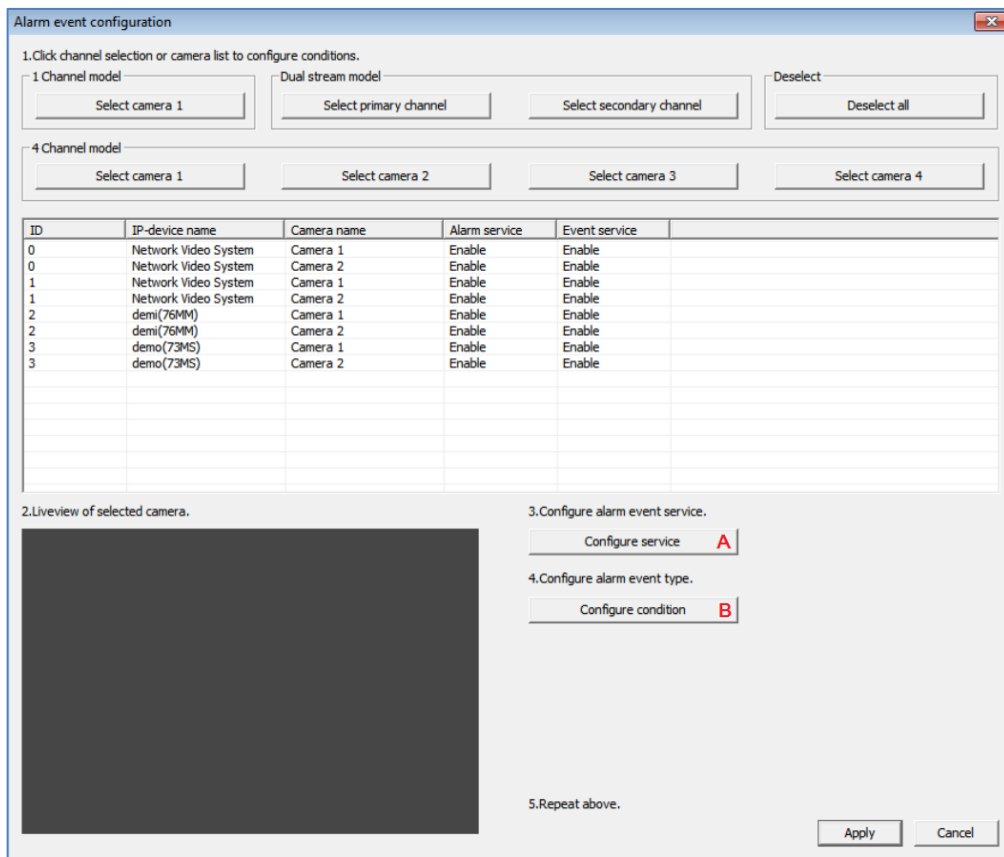 Alarm event configuration
1.Click channel selection or camera list to configure conditions.
1 Channel model
Dual stream model
Deselect
Select camera 1
Select primary channel
Select secondary channel
Deselect all
4 Channel model
Select camera 1
Select camera 2
Select camera 3
Select camera 4
ID IP-device name Camera name Alarm service Event service
0 Network Video System Camera 1 Enable Enable
0 Network Video System Camera 2 Enable Enable
1 Network Video System Camera 1 Enable Enable
1 Network Video System Camera 2 Enable Enable
2 demi(76MM) Camera 1 Enable Enable
2 demi(76MM) Camera 2 Enable Enable
3 demo(73MS) Camera 1 Enable Enable
3 demo(73MS) Camera 2 Enable Enable
2.Liveview of selected camera.
3.Configure alarm event service.
Configure service A
4.Configure alarm event type.
Configure condition B
5.Repeat above.
Apply
Cancel